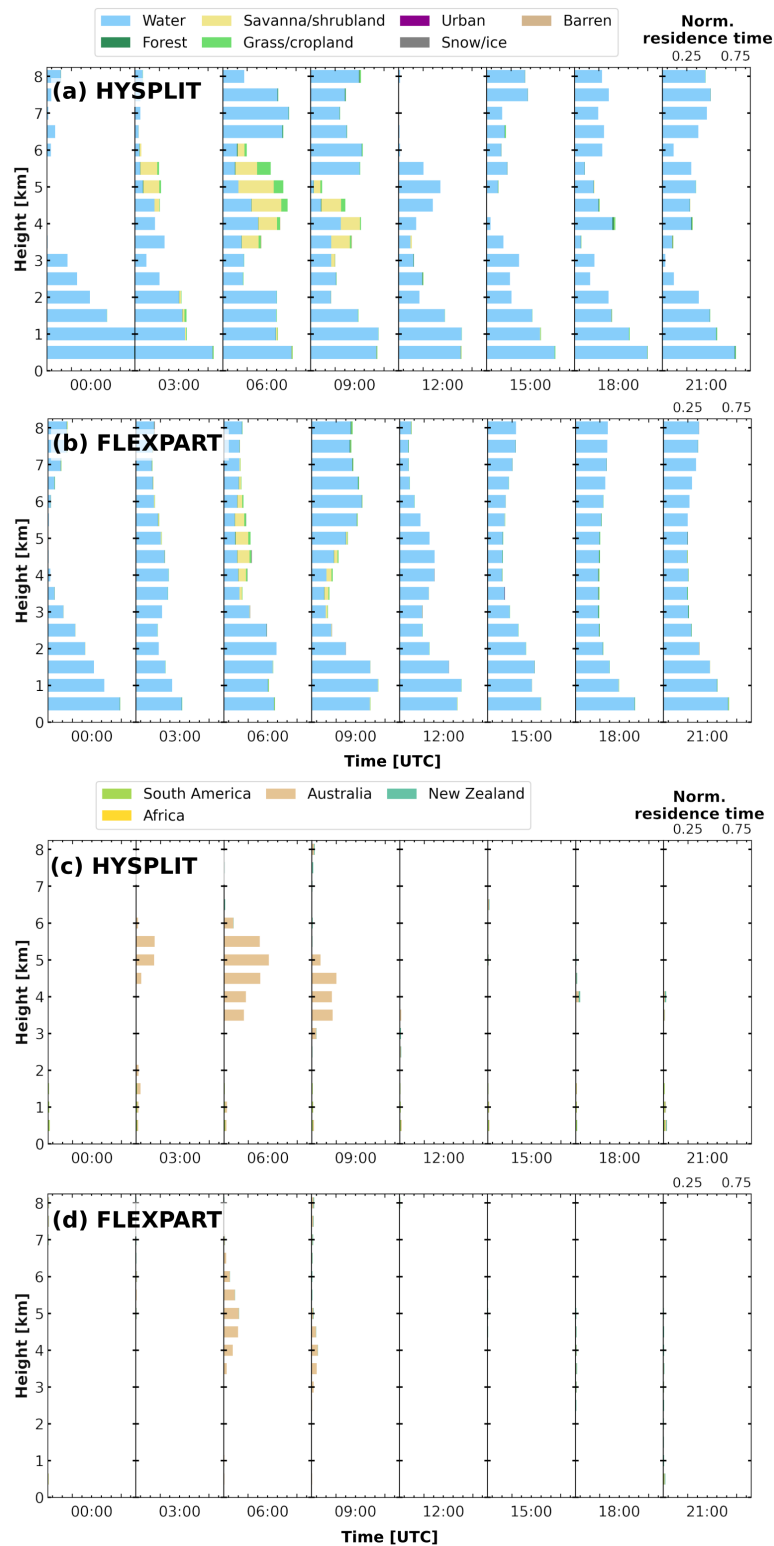 Water Savanna/shrubland Urban Barren
Forest Grass/cropland Snow/ice
Norm.
residence time
0.25 0.75
(a) HYSPLIT
8
7
6
5
4
3
2
1
0
Height [km]
00:00 03:00 06:00 09:00 12:00 15:00 18:00 21:00
0.25 0.75
(b) FLEXPART
8
7
6
5
4
3
2
1
0
Height [km]
00:00 03:00 06:00 09:00 12:00 15:00 18:00 21:00
Time [UTC]
South America Australia New Zealand
Africa
Norm.
residence time
0.25 0.75
(c) HYSPLIT
8
7
6
5
4
3
2
1
0
Height [km]
00:00 03:00 06:00 09:00 12:00 15:00 18:00 21:00
0.25 0.75
(d) FLEXPART
8
7
6
5
4
3
2
1
0
Height [km]
00:00 03:00 06:00 09:00 12:00 15:00 18:00 21:00
Time [UTC]